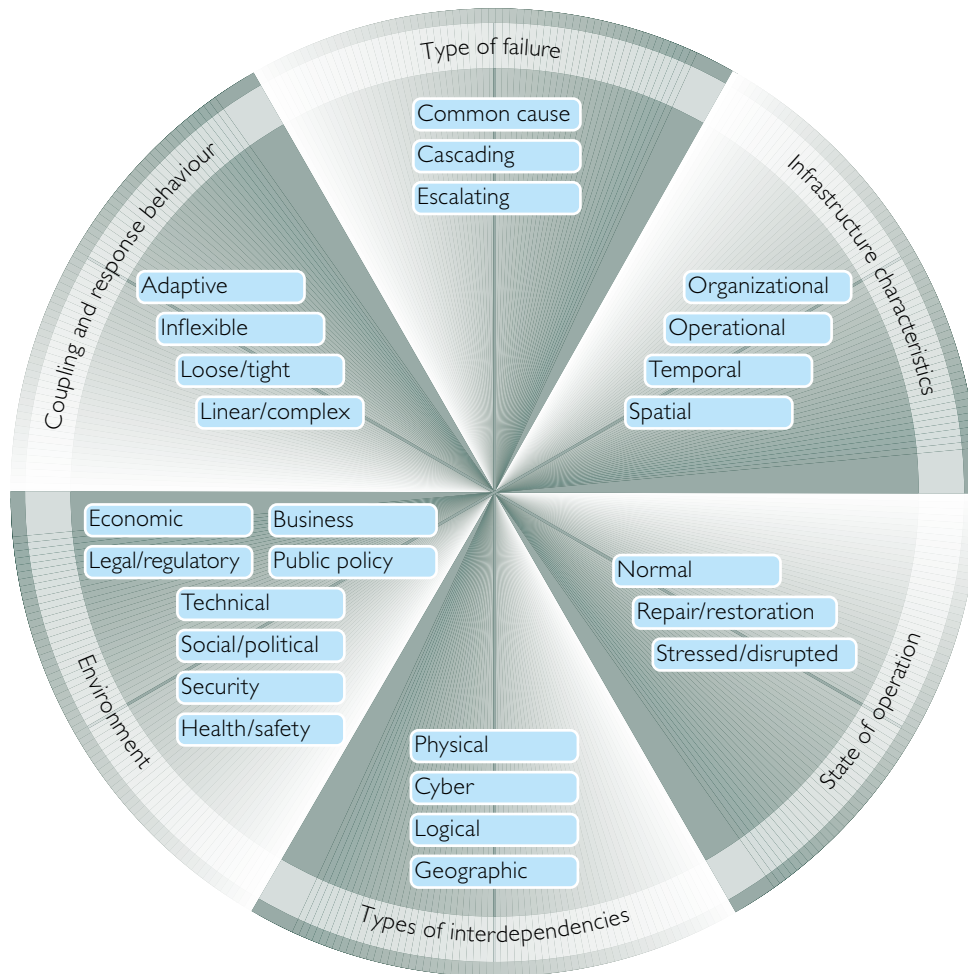 Type of failure
Common cause
Cascading
Escalating
Infrastructure characteristics
Organizational
Operational
Temporal
Spatial
State of operation
Normal
Repair/restoration
Stressed/disrupted
Types of interdependencies
Physical
Cyber
Logical
Geographic
Environment
Economic
Business
Legal/regulatory
Public policy
Technical
Social/political
Security
Health/safety
Coupling and response behaviour
Adaptive
Inflexible
Loose/tight
Linear/complex